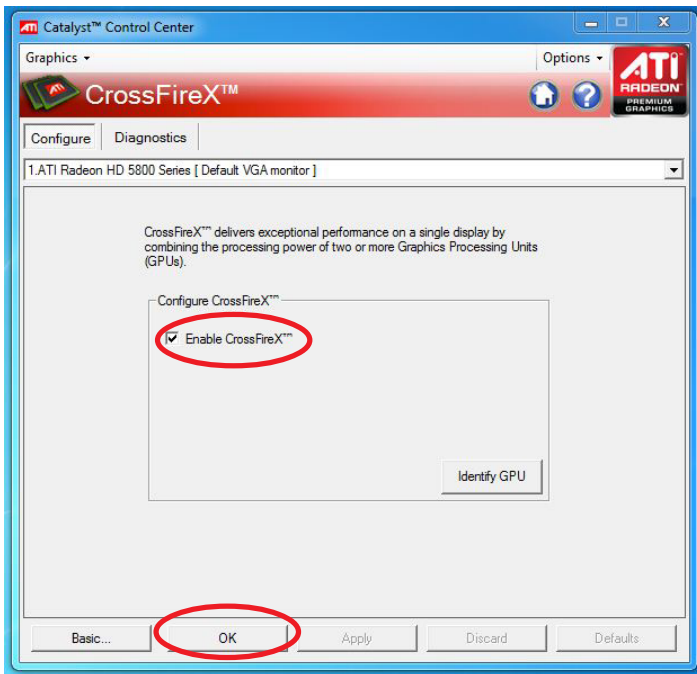 ATI Catalyst™ Control Center
Graphics Options
ATI
RADEON
PREMIUM
GRAPHICS
CrossFireX™
Configure Diagnostics
1.ATI Radeon HD 5800 Series [ Default VGA monitor ]
CrossFireX™ delivers exceptional performance on a single display by
combining the processing power of two or more Graphics Processing Units
(GPUs).
Configure CrossFireX™
Enable CrossFireX™
Identify GPU
Basic... OK Apply Discard Defaults